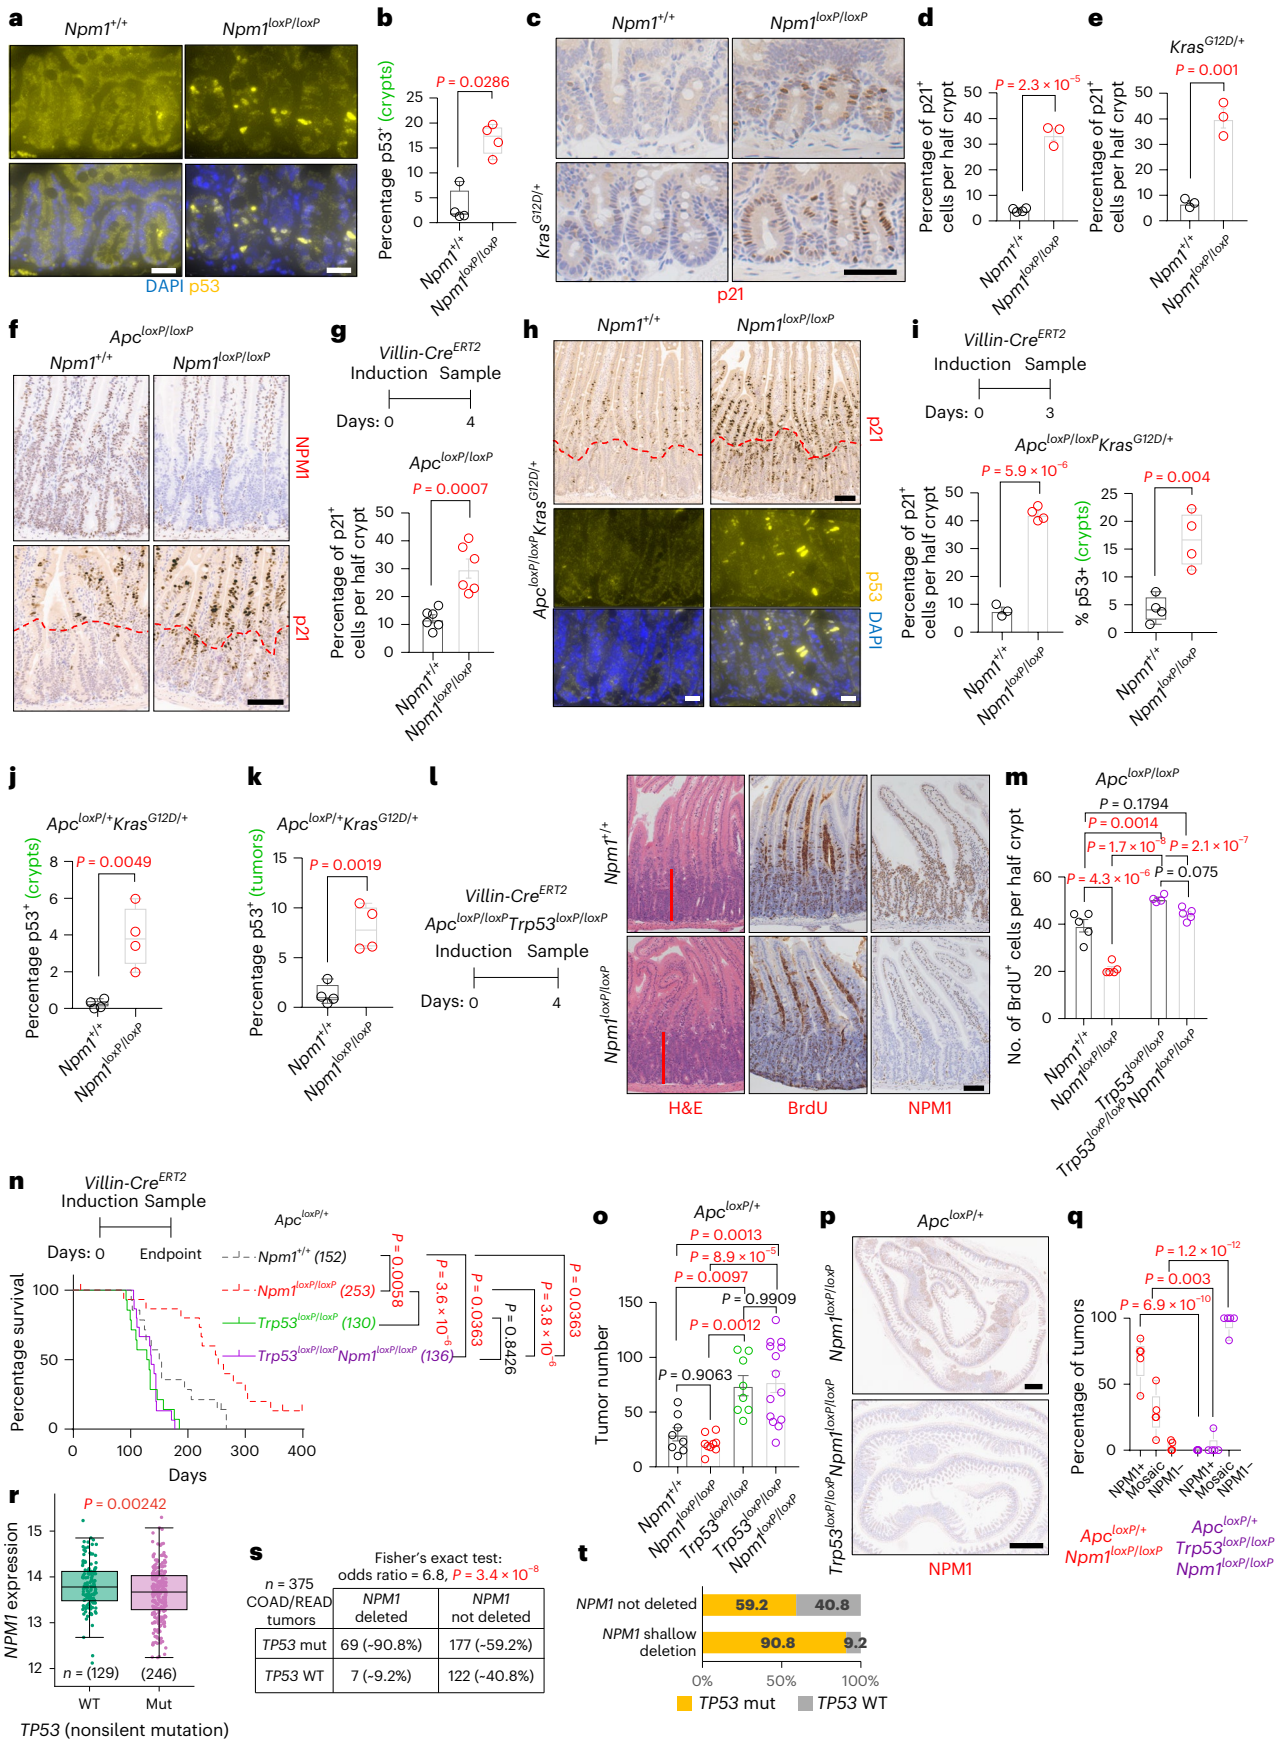 a
Npm1+/+
Npm1loxP/loxP
DAPI p53
b
P = 0.0286
Percentage p53+ (crypts)
25
20
15
10
5
0
Npm1+/+
Npm1loxP/loxP
c
Npm1+/+
Npm1loxP/loxP
KrasG12D/+
p21
d
P = 2.3 × 10−5
Percentage of p21+
cells per half crypt
50
40
30
20
10
0
Npm1+/+
Npm1loxP/loxP
e
KrasG12D/+
P = 0.001
Percentage of p21+
cells per half crypt
50
40
30
20
10
0
Npm1+/+
Npm1loxP/loxP
f
ApcloxP/loxP
Npm1+/+
Npm1loxP/loxP
NPM1
p21
g
Villin-CreERT2
Induction Sample
Days: 0 4
ApcloxP/loxP
P = 0.0007
Percentage of p21+
cells per half crypt
50
40
30
20
10
0
Npm1+/+
Npm1loxP/loxP
h
Npm1+/+
Npm1loxP/loxP
ApcloxP/loxPKrasG12D/+
p21
p53 DAPI
i
Villin-CreERT2
Induction Sample
Days: 0 3
ApcloxP/loxPKrasG12D/+
P = 5.9 × 10−6
Percentage of p21+
cells per half crypt
50
40
30
20
10
0
Npm1+/+
Npm1loxP/loxP
P = 0.004
% p53+ (crypts)
25
20
15
10
5
0
Npm1+/+
Npm1loxP/loxP
j
ApcloxP/+KrasG12D/+
P = 0.0049
Percentage p53+ (crypts)
8
6
4
2
0
Npm1+/+
Npm1loxP/loxP
k
ApcloxP/+KrasG12D/+
P = 0.0019
Percentage p53+ (tumors)
15
10
5
0
Npm1+/+
Npm1loxP/loxP
l
Villin-CreERT2
ApcloxP/loxPTrp53loxP/loxP
Induction Sample
Days: 0 4
Npm1+/+
Npm1loxP/loxP
H&E
BrdU
NPM1
m
ApcloxP/loxP
P = 0.1794
P = 0.0014
P = 1.7 × 10−8
P = 2.1 × 10−7
P = 0.075
P = 4.3 × 10−6
No. of BrdU+ cells per half crypt
60
40
20
0
Npm1+/+
Npm1loxP/loxP
Trp53loxP/loxP
Trp53loxP/loxPNpm1loxP/loxP
n
Villin-CreERT2
Induction Sample
Days: 0 Endpoint
ApcloxP/+
Npm1+/+ (152)
Npm1loxP/loxP (253)
Trp53loxP/loxP (130)
Trp53loxP/loxPNpm1loxP/loxP (136)
P = 0.0058
P = 3.6 × 10−6
P = 0.0363
P = 0.8426
P = 3.8 × 10−6
P = 0.0363
Percentage survival
100
50
0
0 100 200 300 400
Days
o
ApcloxP/+
P = 0.0013
P = 8.9 × 10−5
P = 0.0097
P = 0.9909
P = 0.0012
P = 0.9063
Tumor number
150
100
50
0
Npm1+/+
Npm1loxP/loxP
Trp53loxP/loxP
Trp53loxP/loxP
Npm1loxP/loxP
p
ApcloxP/+
Npm1loxP/loxP
Trp53loxP/loxPNpm1loxP/loxP
NPM1
q
P = 1.2 × 10−12
P = 0.003
P = 6.9 × 10−10
Percentage of tumors
100
50
0
NPM1+
Mosaic
NPM1−
NPM1+
Mosaic
NPM1−
ApcloxP/+
Npm1loxP/loxP
ApcloxP/+
Trp53loxP/loxP
Npm1loxP/loxP
r
P = 0.00242
NPM1 expression
15
14
13
12
n = (129) (246)
WT Mut
TP53 (nonsilent mutation)
s
Fisher's exact test:
odds ratio = 6.8, P = 3.4 × 10−8
n = 375
COAD/READ
tumors
NPM1
deleted
NPM1
not deleted
TP53 mut 69 (~90.8%) 177 (~59.2%)
TP53 WT 7 (~9.2%) 122 (~40.8%)
t
NPM1 not deleted 59.2 40.8
NPM1 shallow
deletion 90.8 9.2
0% 50% 100%
TP53 mut TP53 WT